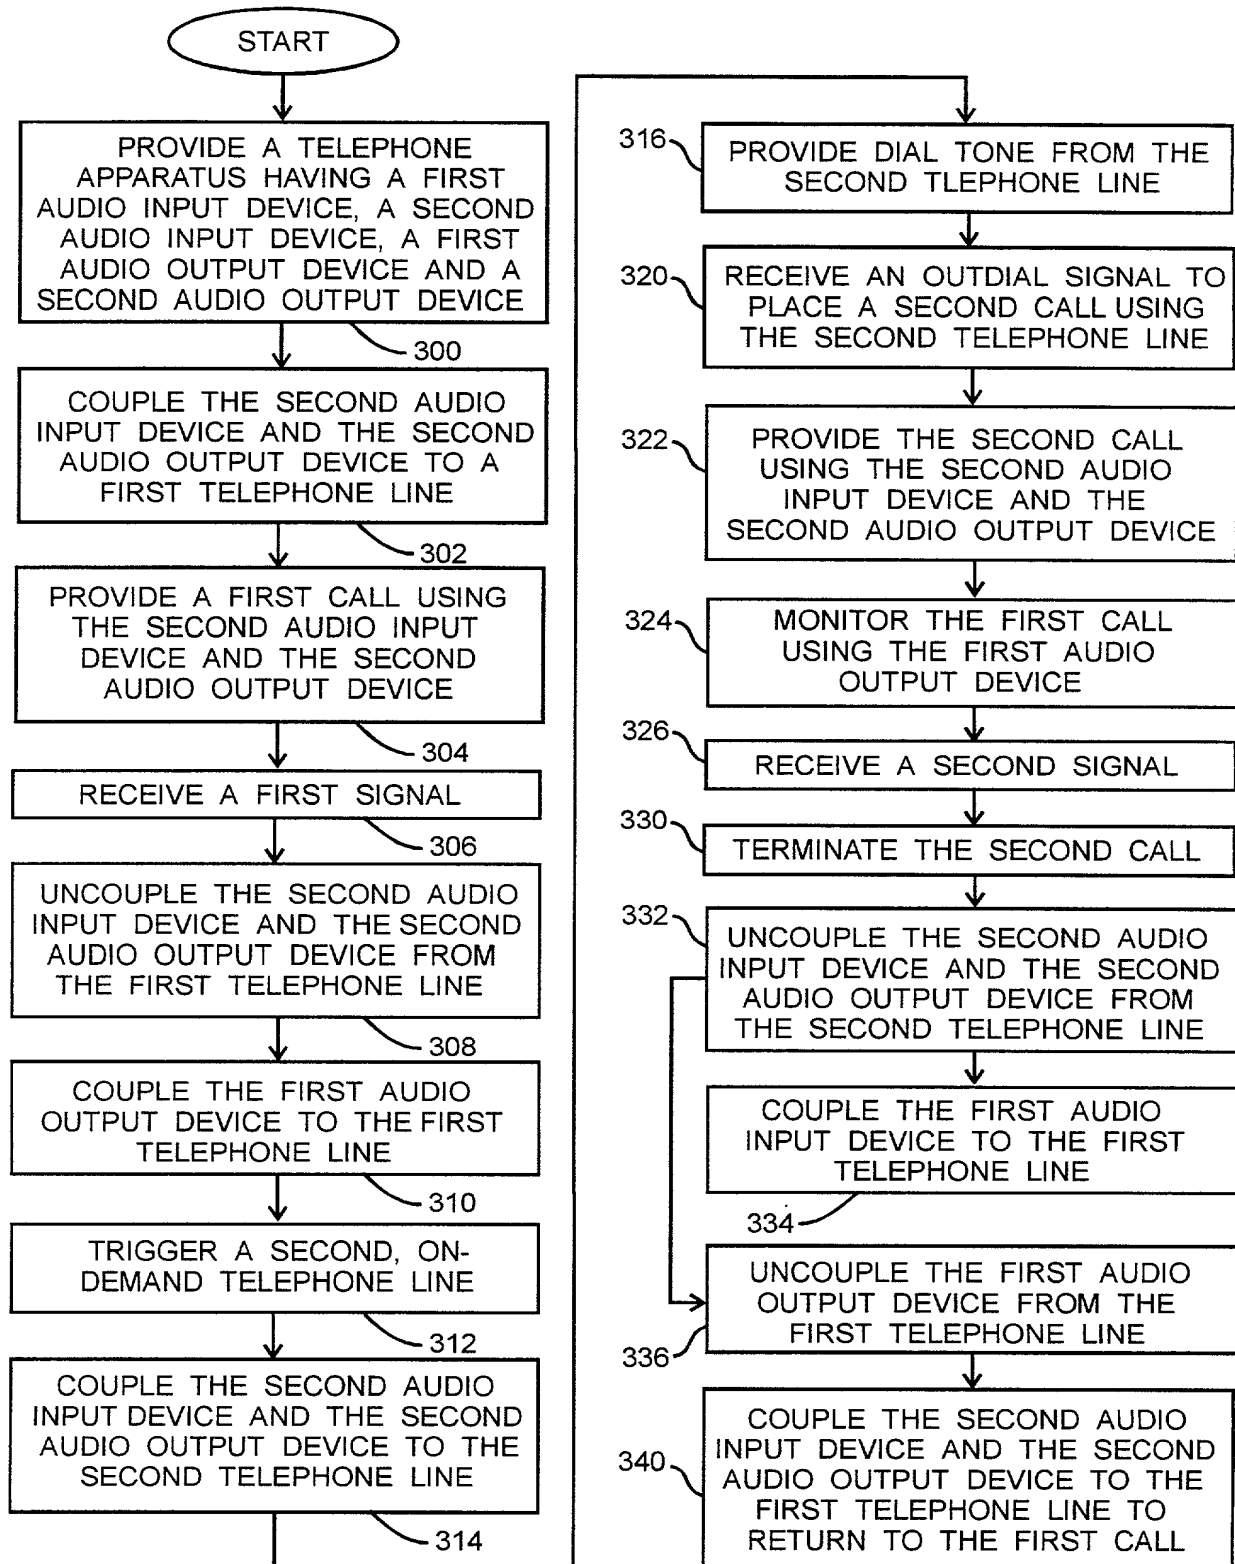 START
PROVIDE A TELEPHONE
APPARATUS HAVING A FIRST
AUDIO INPUT DEVICE, A SECOND
AUDIO INPUT DEVICE, A FIRST
AUDIO OUTPUT DEVICE AND A
SECOND AUDIO OUTPUT DEVICE
300
COUPLE THE SECOND AUDIO
INPUT DEVICE AND THE SECOND
AUDIO OUTPUT DEVICE TO A
FIRST TELEPHONE LINE
302
PROVIDE A FIRST CALL USING
THE SECOND AUDIO INPUT
DEVICE AND THE SECOND
AUDIO OUTPUT DEVICE
304
RECEIVE A FIRST SIGNAL
306
UNCOUPLE THE SECOND AUDIO
INPUT DEVICE AND THE SECOND
AUDIO OUTPUT DEVICE FROM
THE FIRST TELEPHONE LINE
308
COUPLE THE FIRST AUDIO
OUTPUT DEVICE TO THE FIRST
TELEPHONE LINE
310
TRIGGER A SECOND, ON-
DEMAND TELEPHONE LINE
312
COUPLE THE SECOND AUDIO
INPUT DEVICE AND THE SECOND
AUDIO OUTPUT DEVICE TO THE
SECOND TELEPHONE LINE
314
316
PROVIDE DIAL TONE FROM THE
SECOND TLEPHONE LINE
320
RECEIVE AN OUTDIAL SIGNAL TO
PLACE A SECOND CALL USING
THE SECOND TELEPHONE LINE
322
PROVIDE THE SECOND CALL
USING THE SECOND AUDIO
INPUT DEVICE AND THE
SECOND AUDIO OUTPUT DEVICE
324
MONITOR THE FIRST CALL
USING THE FIRST AUDIO
OUTPUT DEVICE
326
RECEIVE A SECOND SIGNAL
330
TERMINATE THE SECOND CALL
332
UNCOUPLE THE SECOND AUDIO
INPUT DEVICE AND THE SECOND
AUDIO OUTPUT DEVICE FROM
THE SECOND TELEPHONE LINE
COUPLE THE FIRST AUDIO
INPUT DEVICE TO THE FIRST
TELEPHONE LINE
334
UNCOUPLE THE FIRST AUDIO
OUTPUT DEVICE FROM THE
FIRST TELEPHONE LINE
336
340
COUPLE THE SECOND AUDIO
INPUT DEVICE AND THE SECOND
AUDIO OUTPUT DEVICE TO THE
FIRST TELEPHONE LINE TO
RETURN TO THE FIRST CALL